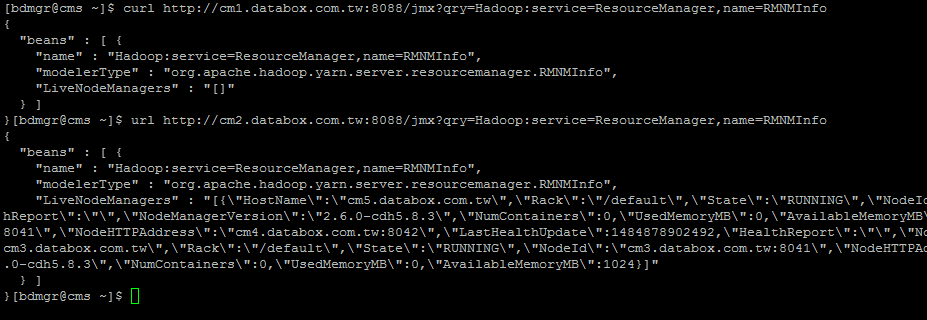 [bdmgr@cms ~]$ curl http://cm1.databox.com.tw:8088/jmx?qry=Hadoop:service=ResourceManager,name=RMNMInfo
{
  "beans" : [ {
    "name" : "Hadoop:service=ResourceManager,name=RMNMInfo",
    "modelerType" : "org.apache.hadoop.yarn.server.resourcemanager.RMNMInfo",
    "LiveNodeManagers" : "[]"
  } ]
}[bdmgr@cms ~]$ url http://cm2.databox.com.tw:8088/jmx?qry=Hadoop:service=ResourceManager,name=RMNMInfo
{
  "beans" : [ {
    "name" : "Hadoop:service=ResourceManager,name=RMNMInfo",
    "modelerType" : "org.apache.hadoop.yarn.server.resourcemanager.RMNMInfo",
    "LiveNodeManagers" : "[{\"HostName\":\"cm5.databox.com.tw\",\"Rack\":\"/default\",\"State\":\"RUNNING\",\"NodeId
hReport\":\"\",\"NodeManagerVersion\":\"2.6.0-cdh5.8.3\",\"NumContainers\":0,\"UsedMemoryMB\":0,\"AvailableMemoryMB
8041\",\"NodeHTTPAddress\":\"cm4.databox.com.tw:8042\",\"LastHealthUpdate\":1484878902492,\"HealthReport\":\"\",\"No
cm3.databox.com.tw\",\"Rack\":\"/default\",\"State\":\"RUNNING\",\"NodeId\":\"cm3.databox.com.tw:8041\",\"NodeHTTPAd
.0-cdh5.8.3\",\"NumContainers\":0,\"UsedMemoryMB\":0,\"AvailableMemoryMB\":1024}]"
  } ]
}[bdmgr@cms ~]$